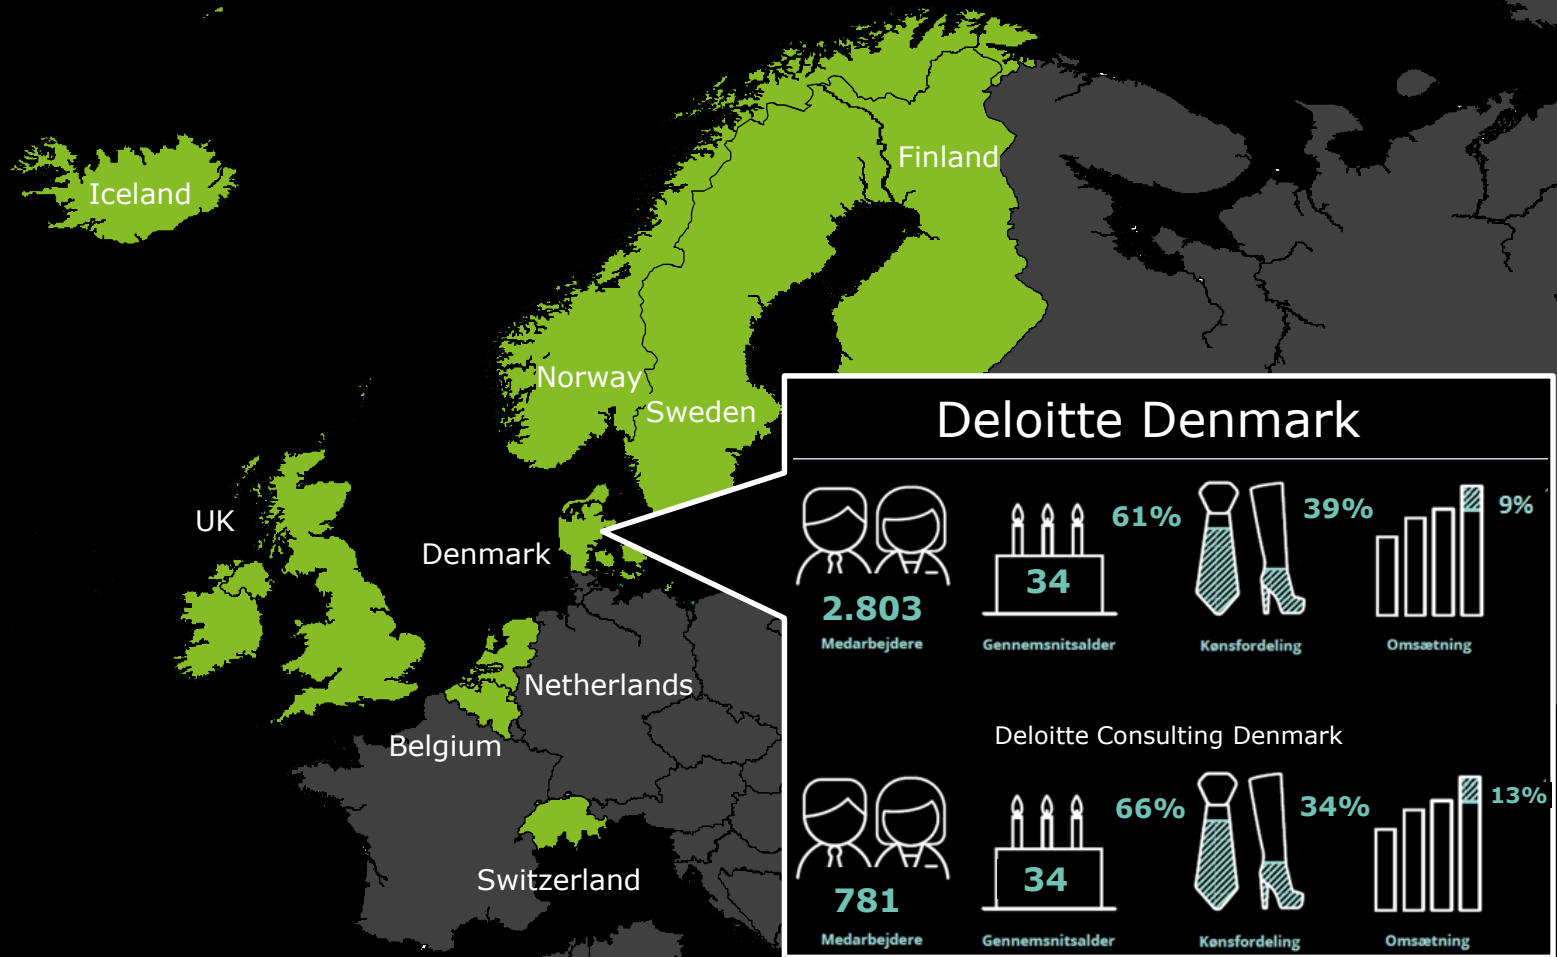 Iceland
Finland
Norway
Sweden
UK
Denmark
Netherlands
Belgium
Switzerland
Deloitte Denmark
61%
39%
9%
34
2.803
Medarbejdere
Gennemsnitsalder
Kønsfordeling
Omsætning
Deloitte Consulting Denmark
66%
34%
13%
34
781
Medarbejdere
Gennemsnitsalder
Kønsfordeling
Omsætning